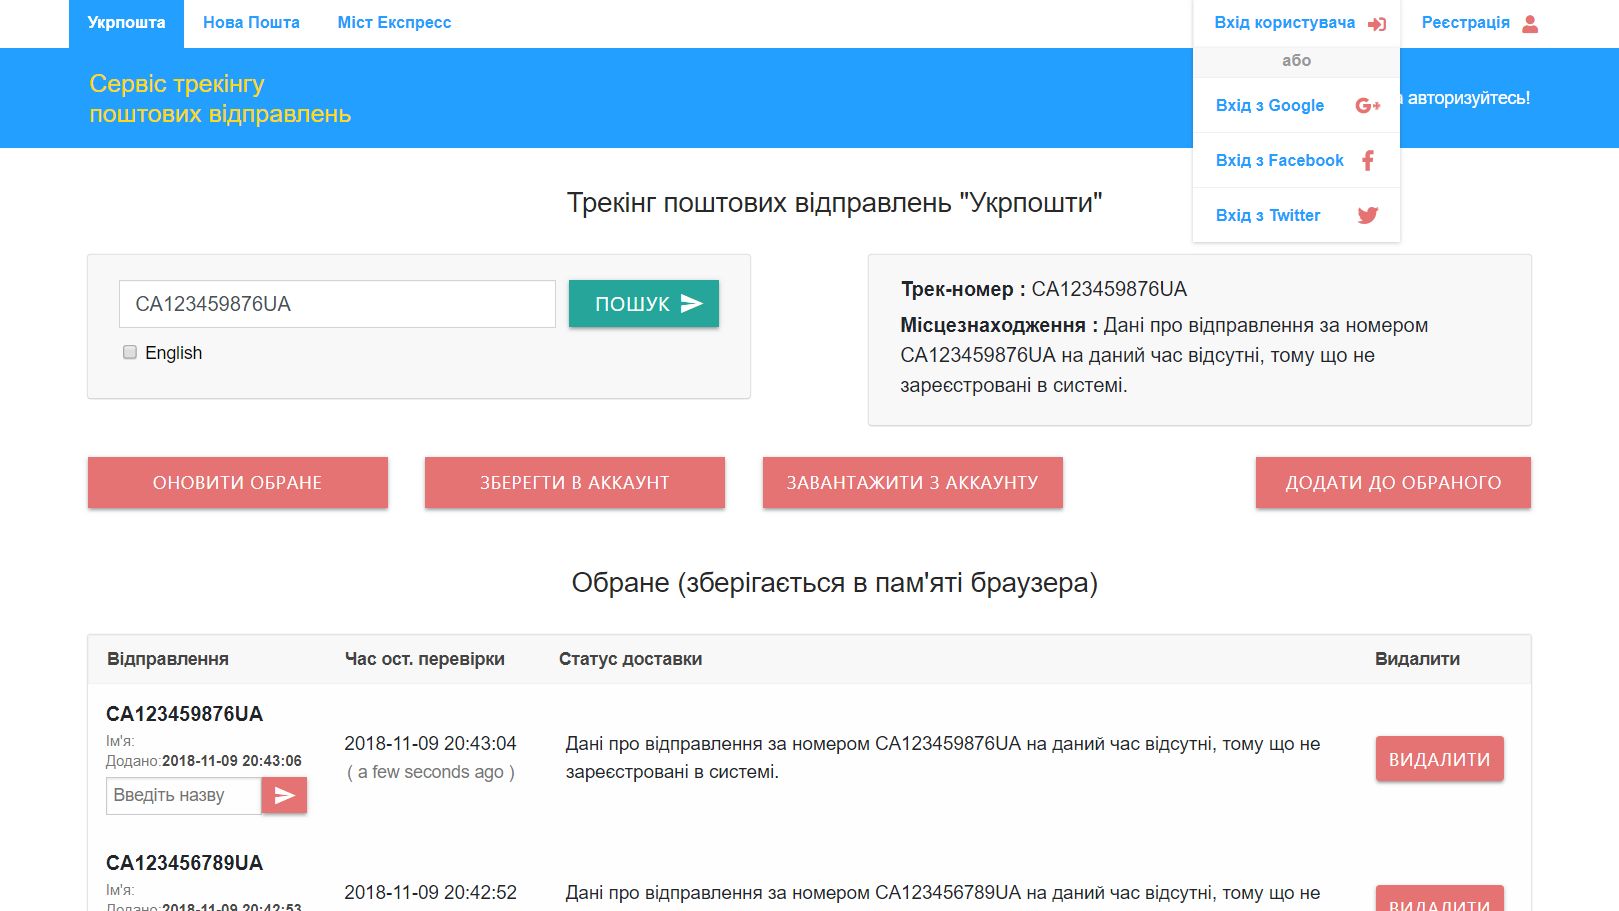 Укрпошта
Нова Пошта
Міст Експрес
Вхід користувача
Реєстрація
або
Вхід з Google
Вхід з Facebook
Вхід з Twitter
Сервіс трекінгу
поштових відправлень
авторизуйтесь!
Трекінг поштових відправлень "Укрпошти"
CA123459876UA
ПОШУК
English
Трек-номер : CA123459876UA
Місцезнаходження : Дані про відправлення за номером
CA123459876UA на даний час відсутні, тому що не
зареєстровані в системі.
ОНОВИТИ ОБРАНЕ
ЗБЕРЕГТИ В АККАУНТ
ЗАВАНТАЖИТИ З АККАУНТУ
ДОДАТИ ДО ОБРАНОГО
Обране (зберігається в пам'яті браузера)
Відправлення
Час ост. перевірки
Статус доставки
Видалити
CA123459876UA
Ім'я:
Додано:2018-11-09 20:43:06
Введіть назву
2018-11-09 20:43:04
( a few seconds ago )
Дані про відправлення за номером CA123459876UA на даний час відсутні, тому що не
зареєстровані в системі.
ВИДАЛИТИ
CA123456789UA
Ім'я:
Додано:2018-11-09 20:42:53
2018-11-09 20:42:52
Дані про відправлення за номером CA123456789UA на даний час відсутні, тому що не
ВИДАЛИТИ